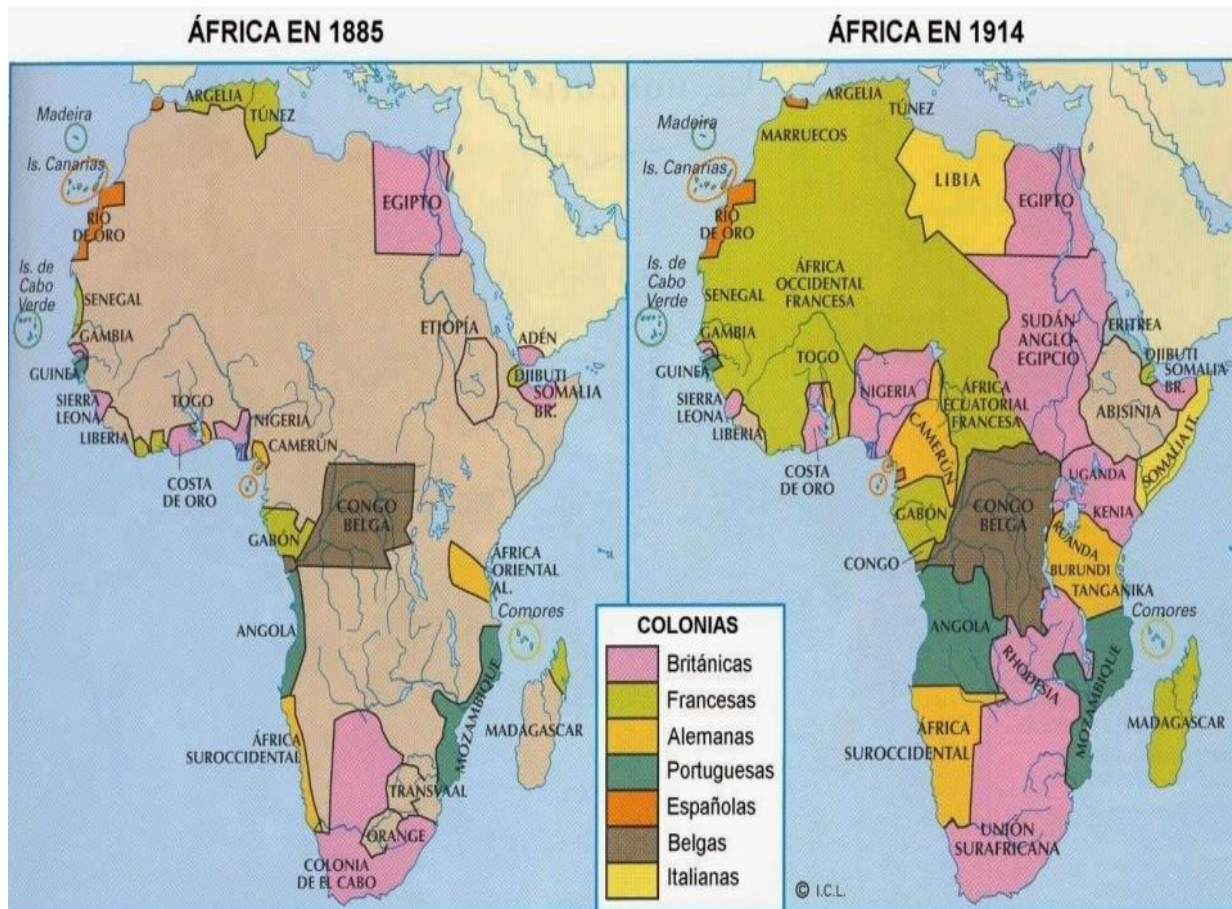 ÁFRICA EN 1885
ARGELIA
TÚNEZ
Madeira
Is. Canarias
EGIPTO
RÍO
DE ORO
Is. de
Cabo
Verde
SENEGAL
GAMBIA
GUINEA
ETIOPÍA
ADÉN
DJIBUTI
SOMALIA
BR.
SIERRA
LEONA
LIBERIA
TOGO
NIGERIA
CAMERÚN
COSTA
DE ORO
CONGO
BELGA
GABÓN
ÁFRICA
ORIENTAL
AL.
Comores
ANGOLA
MOZAMBIQUE
MADAGASCAR
ÁFRICA
SUROCCIDENTAL
TRANSVAAL
ORANGE
COLONIA
DE EL CABO
ÁFRICA EN 1914
ARGELIA
TÚNEZ
Madeira
MARRUECOS
Is. Canarias
LIBIA
EGIPTO
RÍO
DE ORO
Is. de
Cabo
Verde
ÁFRICA
OCCIDENTAL
FRANCESA
SENEGAL
GAMBIA
GUINEA
SUDÁN
ANGLO-
EGIPCIO
ERITREA
DJIBUTI
SOMALIA
BR.
TOGO
NIGERIA
SIERRA
LEONA
LIBERIA
ÁFRICA
ECUATORIAL
FRANCESA
ABISINIA
CAMERÚN
SOMALIA IT.
COSTA
DE ORO
UGANDA
KENIA
GABÓN
CONGO
BELGA
CONGO
RUANDA
BURUNDI
TANGANIKA
Comores
ANGOLA
RHODESIA
MOZAMBIQUE
MADAGASCAR
ÁFRICA
SUROCCIDENTAL
UNIÓN
SURAFRICANA
COLONIAS
Británicas
Francesas
Alemanas
Portuguesas
Españolas
Belgas
Italianas
© I.C.L.